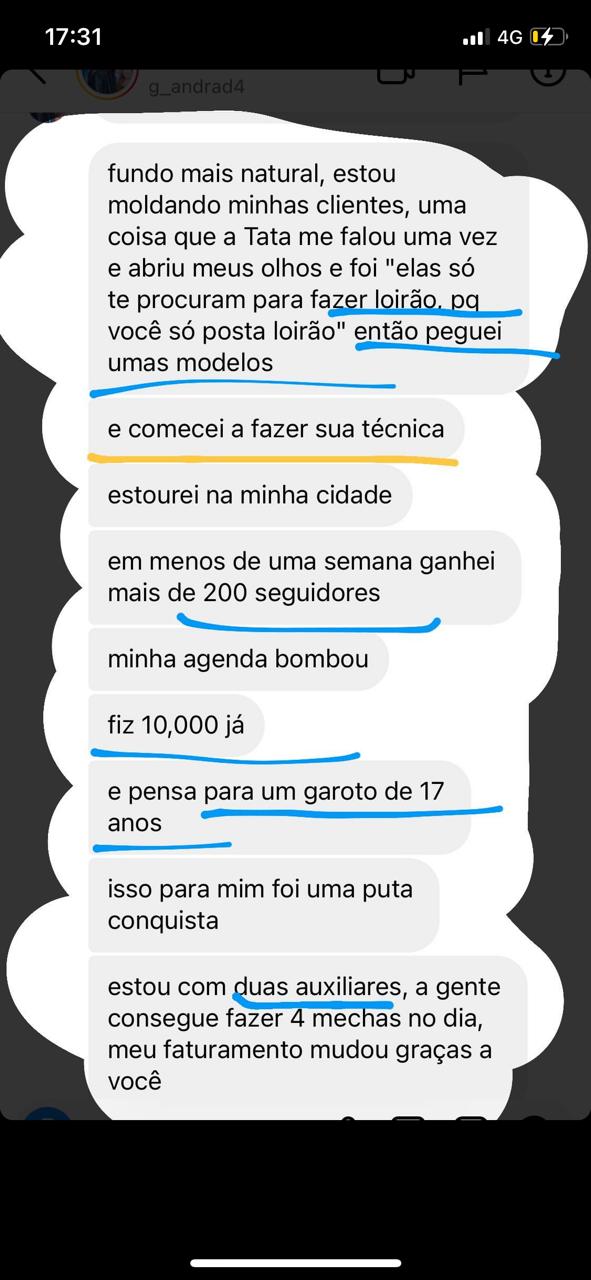 17:31
4G
g_andrad4
fundo mais natural, estou
moldando minhas clientes, uma
coisa que a Tata me falou uma vez
e abriu meus olhos e foi "elas só
te procuram para fazer loirão, pq
você só posta loirão" então peguei
umas modelos
e comecei a fazer sua técnica
estourei na minha cidade
em menos de uma semana ganhei
mais de 200 seguidores
minha agenda bombou
fiz 10,000 já
e pensa para um garoto de 17
anos
isso para mim foi uma puta
conquista
estou com duas auxiliares, a gente
consegue fazer 4 mechas no dia,
meu faturamento mudou graças a
você